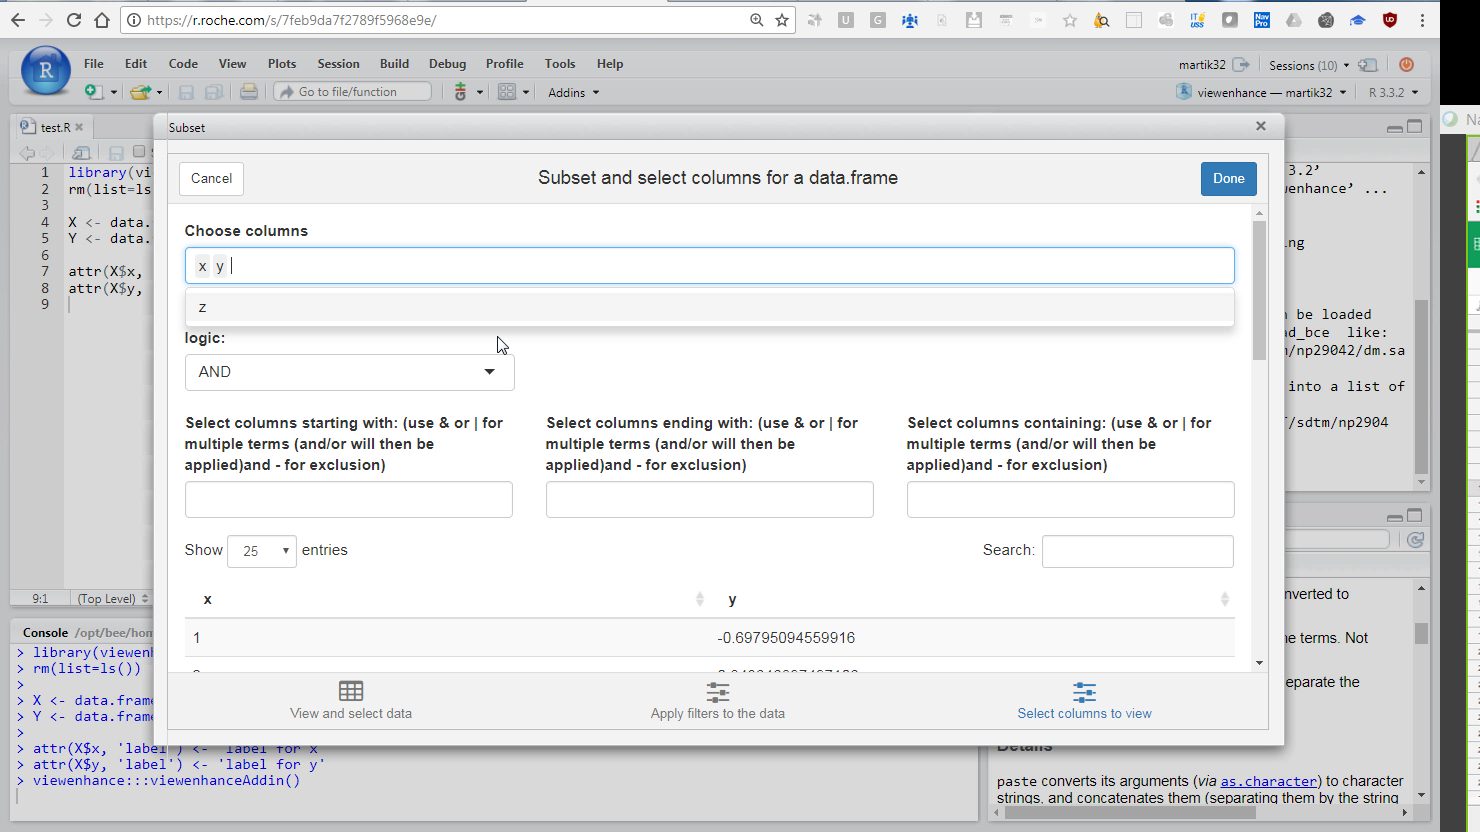 https://r.roche.com/s/7feb9da7f2789f5968e9e/
File Edit Code View Plots Session Build Debug Profile Tools Help
martik32
Sessions (10)
Go to file/function
Addins
viewenhance — martik32
R 3.3.2
test.R
1 library(vi
2 rm(list=ls
3
4 X <- data.
5 Y <- data.
6
7 attr(X$x,
8 attr(X$y,
9
9:1 (Top Level)
Subset
Cancel
Subset and select columns for a data.frame
Done
Choose columns
x y
z
logic:
AND
Select columns starting with: (use & or | for
multiple terms (and/or will then be
applied)and - for exclusion)
Select columns ending with: (use & or | for
multiple terms (and/or will then be
applied)and - for exclusion)
Select columns containing: (use & or | for
multiple terms (and/or will then be
applied)and - for exclusion)
Show 25 entries
Search:
x y
1 -0.69795094559916
View and select data
Apply filters to the data
Select columns to view
3.2’
enhance’ ...
ng
be loaded
d_bce like:
/np29042/dm.sa
into a list of
/sdtm/np2904
Console /opt/bee/hom
> library(viewenh
> rm(list=ls())
>
> X <- data.frame
> Y <- data.frame
>
> attr(X$x, 'label') <- 'label for x'
> attr(X$y, 'label') <- 'label for y'
> viewenhance:::viewenhanceAddin()
nverted to
e terms. Not
eparate the
Details
paste converts its arguments (via as.character) to character
strings, and concatenates them (separating them by the string